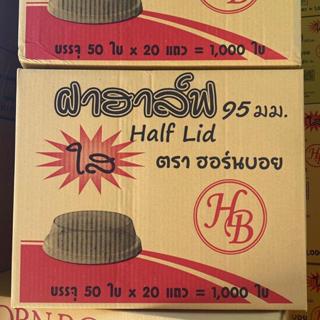 บรรจุ 50 ใบ x 20 แถว = 1,000 ใบ
ฝาฮาล์ฟ 95 มม.
Half Lid
ใส
ตรา ฮอร์นบอย
HB
บรรจุ 50 ใบ x 20 แถว = 1,000 ใบ